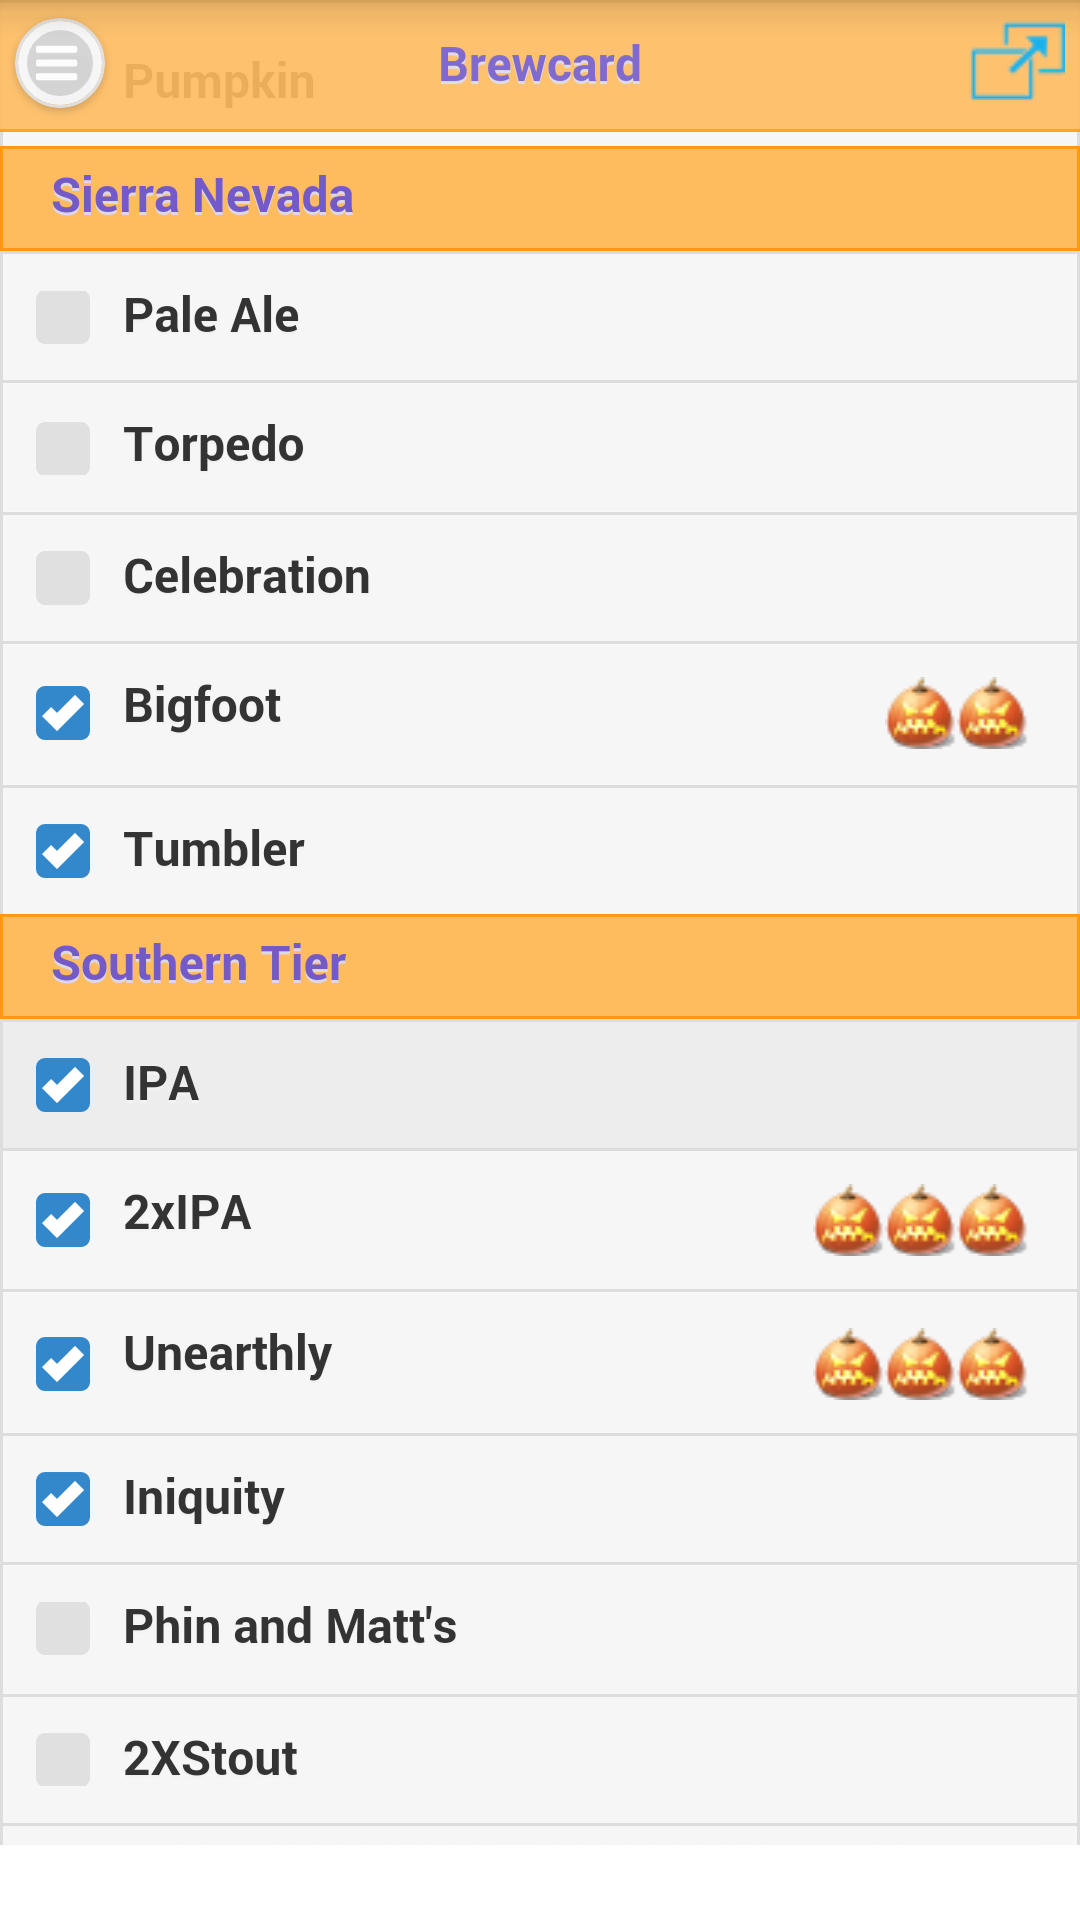 Pumpkin
Brewcard
Sierra Nevada
Pale Ale
Torpedo
Celebration
Bigfoot
Tumbler
Southern Tier
IPA
2xIPA
Unearthly
Iniquity
Phin and Matt's
2XStout